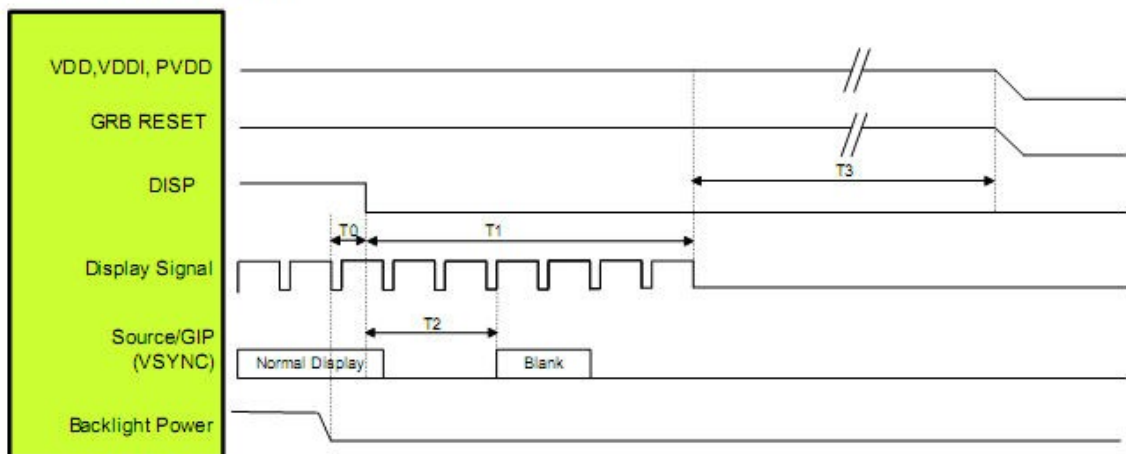 VDD,VDDI, PVDD
GRB RESET
T3
DISP
T0
T1
Display Signal
T2
Source/GIP
(VSYNC)
Normal Display
Blank
Backlight Power